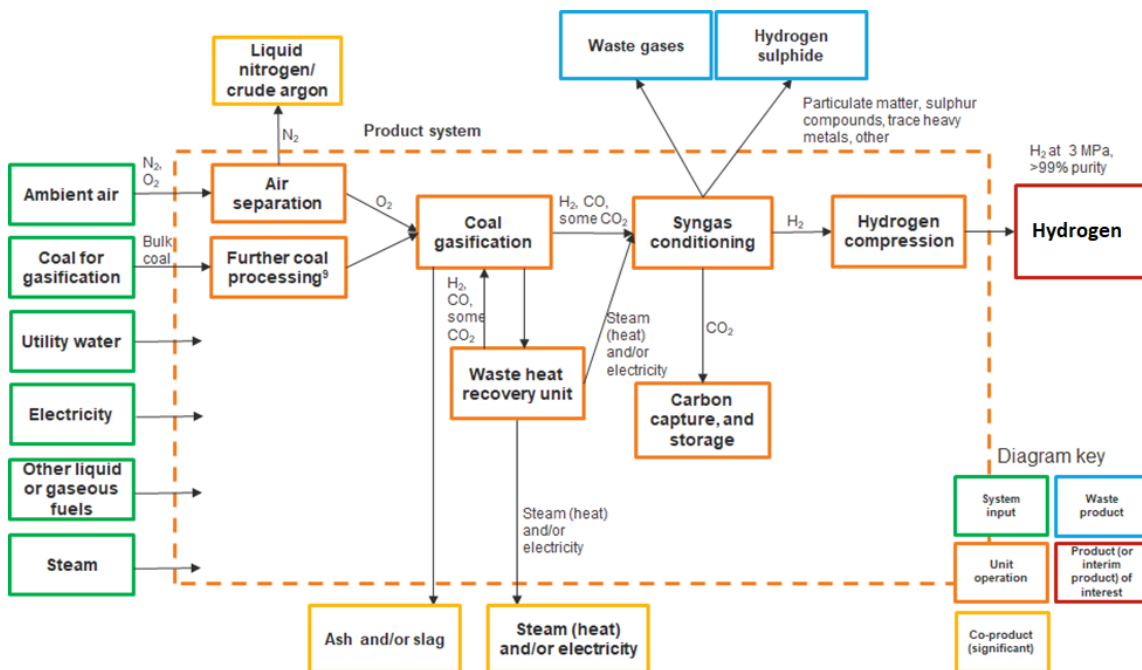 Liquid
nitrogen/
crude argon
Waste gases
Hydrogen
sulphide
N₂
Product system
Particulate matter, sulphur
compounds, trace heavy
metals, other
H₂ at 3 MPa,
>99% purity
Ambient air
N₂,
O₂
Air
separation
O₂
Coal
gasification
H₂, CO,
some CO₂
Syngas
conditioning
H₂
Hydrogen
compression
Hydrogen
Coal for
gasification
Bulk
coal
Further coal
processing⁹
H₂,
CO,
some
CO₂
Steam
(heat)
and/or
electricity
CO₂
Utility water
Waste heat
recovery unit
Carbon
capture, and
storage
Electricity
Other liquid
or gaseous
fuels
Steam (heat)
and/or
electricity
Steam
Ash and/or slag
Steam (heat)
and/or electricity
Diagram key
System
input
Waste
product
Unit
operation
Product (or
interim
product) of
interest
Co-product
(significant)